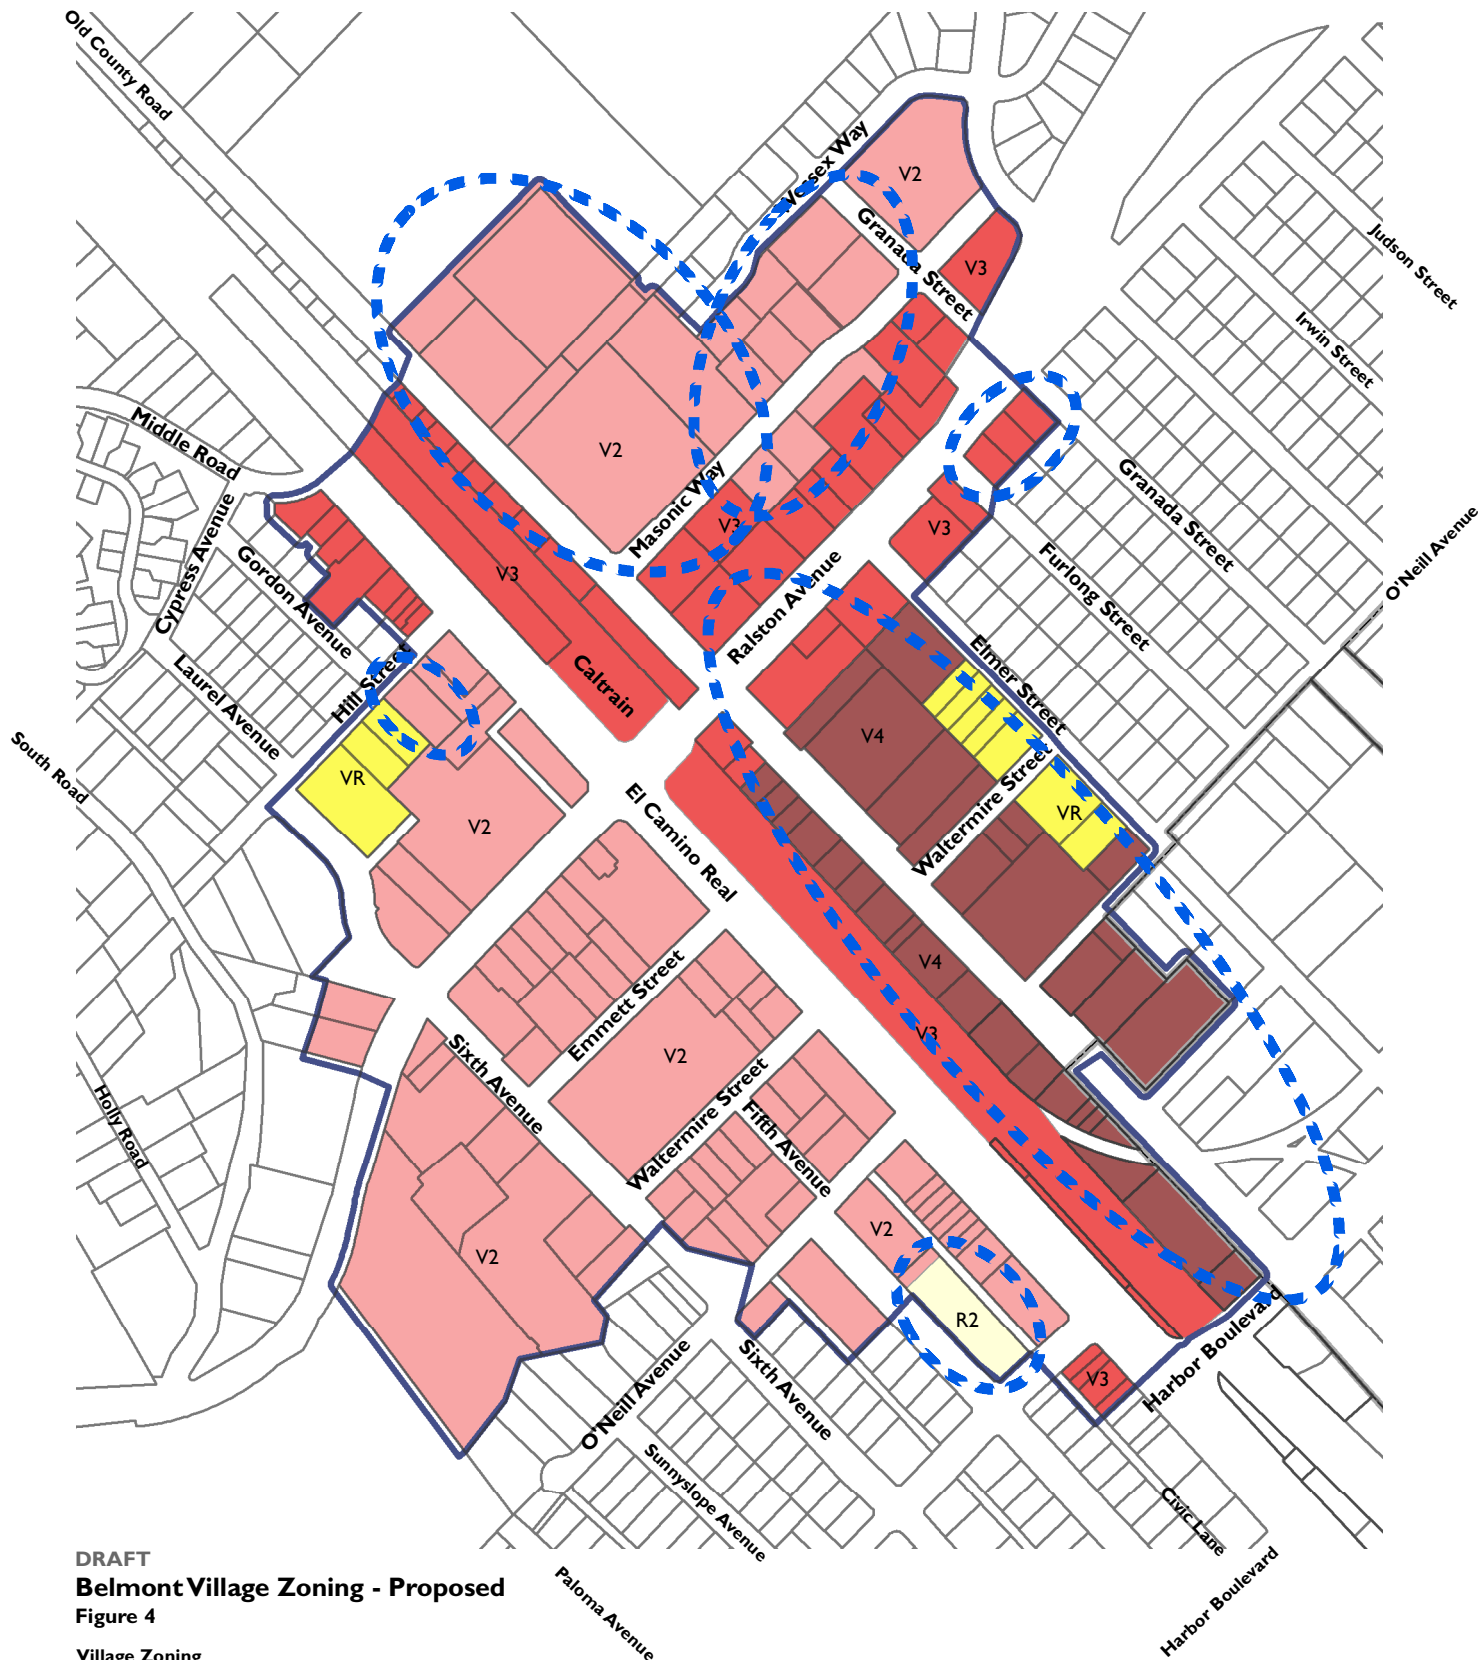 Old County Road
Vessex Way
V2
Granada Street
V3
Judson Street
Irwin Street
Middle Road
V2
Masonic Way
V3
Granada Street
V3
O'Neill Avenue
Cypress Avenue
Gordon Avenue
V3
Ralston Avenue
Furlong Street
Laurel Avenue
Hill Street
Caltrain
Elmer Street
South Road
VR
V4
Waltermire Street
VR
V2
El Camino Real
V4
V3
Emmett Street
Sixth Avenue
V2
Holly Road
Waltermire Street
Fifth Avenue
V2
V2
R2
Harbor Boulevard
V3
O'Neill Avenue
Sixth Avenue
Sunnyslope Avenue
Civic Lane
Paloma Avenue
Harbor Boulevard
DRAFT
Belmont Village Zoning - Proposed
Figure 4
Village Zoning